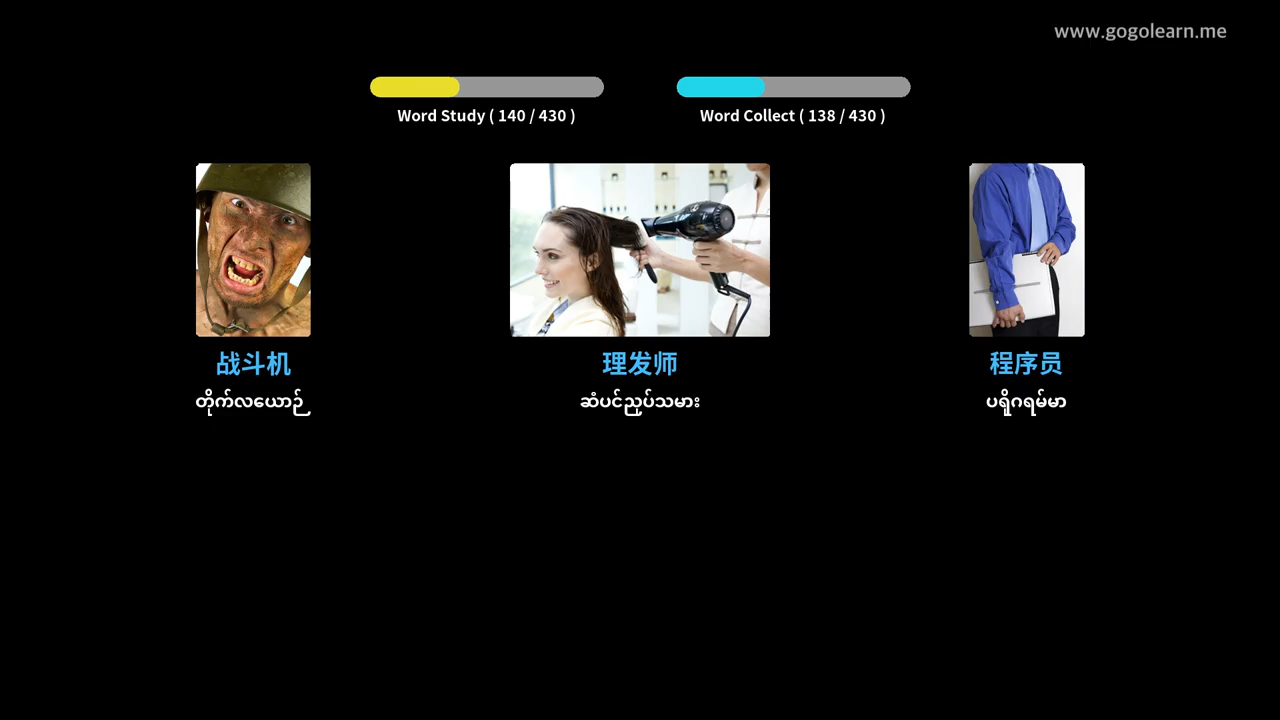 www.gogolearn.me
Word Study ( 140 / 430 )
Word Collect ( 138 / 430 )
战斗机
理发师
程序员
တိုက်လယောဉ်
ဆံပင်ညှပ်သမား
ပရိုဂရမ်မာ